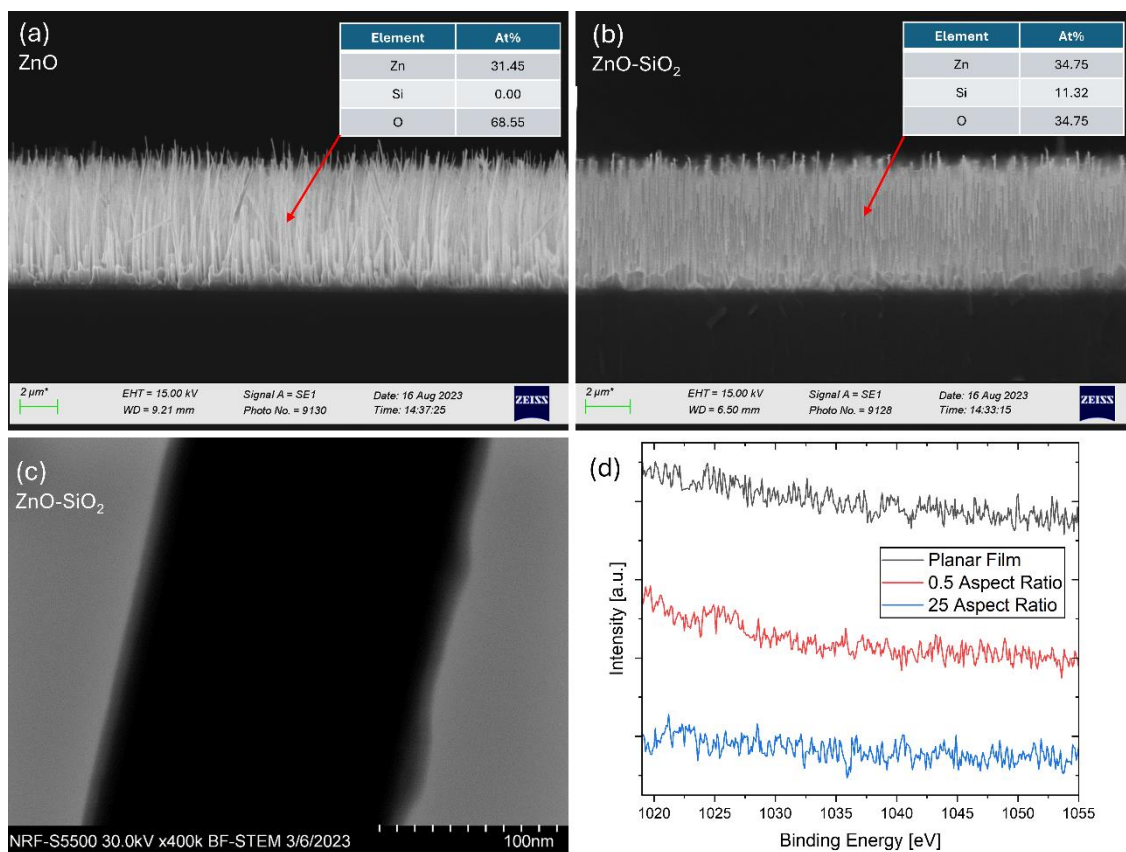 (a)
ZnO
Element At%
Zn 31.45
Si 0.00
O 68.55
2 µm*
EHT = 15.00 kV Signal A = SE1 Date: 16 Aug 2023
WD = 9.21 mm Photo No. = 9130 Time: 14:37:25
ZEISS
(b)
ZnO-SiO₂
Element At%
Zn 34.75
Si 11.32
O 34.75
2 µm*
EHT = 15.00 kV Signal A = SE1 Date: 16 Aug 2023
WD = 6.50 mm Photo No. = 9128 Time: 14:33:15
ZEISS
(c)
ZnO-SiO₂
NRF-S5500 30.0kV x400k BF-STEM 3/6/2023 100nm
(d)
Intensity [a.u.]
Planar Film
0.5 Aspect Ratio
25 Aspect Ratio
1020 1025 1030 1035 1040 1045 1050 1055
Binding Energy [eV]